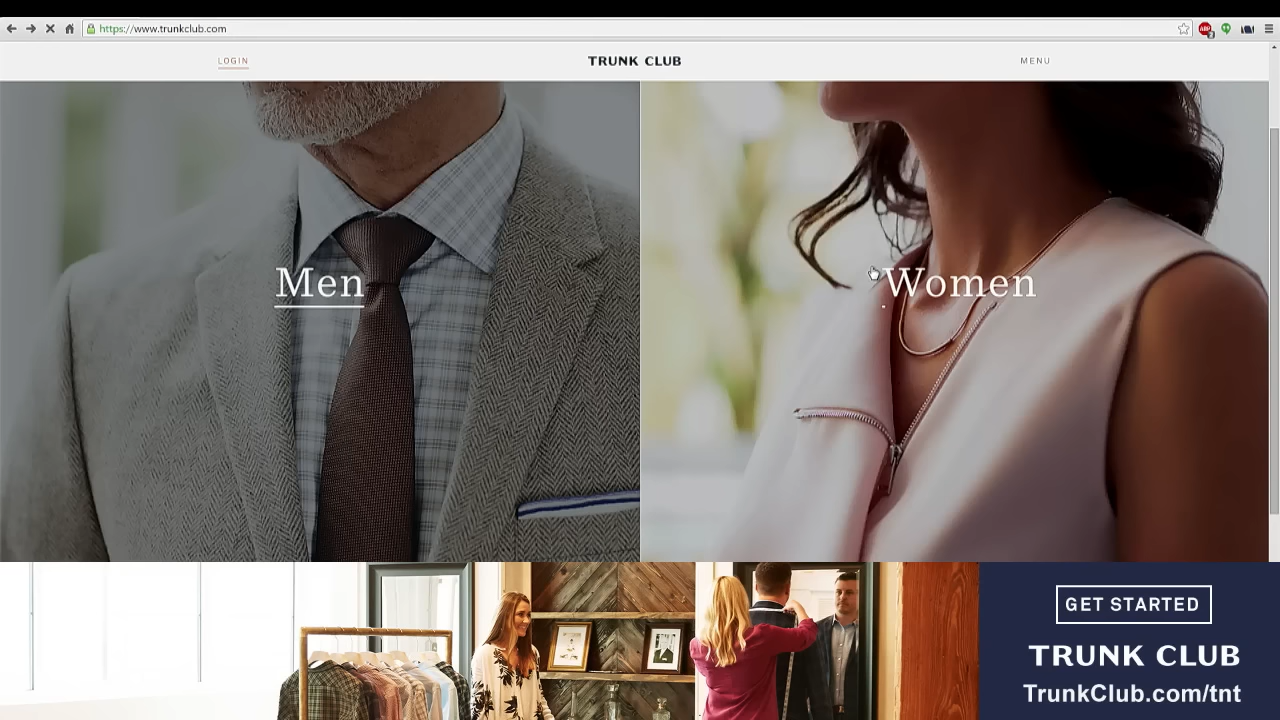 https://www.trunkclub.com
LOGIN
TRUNK CLUB
MENU
Men
Women
GET STARTED
TRUNK CLUB
TrunkClub.com/tnt